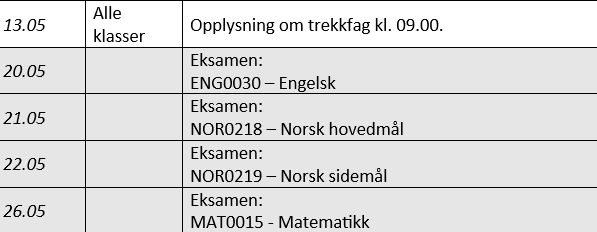 13.05 Alle klasser Opplysning om trekkfag kl. 09.00.
20.05 Eksamen:
ENG0030 – Engelsk
21.05 Eksamen:
NOR0218 – Norsk hovedmål
22.05 Eksamen:
NOR0219 – Norsk sidemål
26.05 Eksamen:
MAT0015 - Matematikk